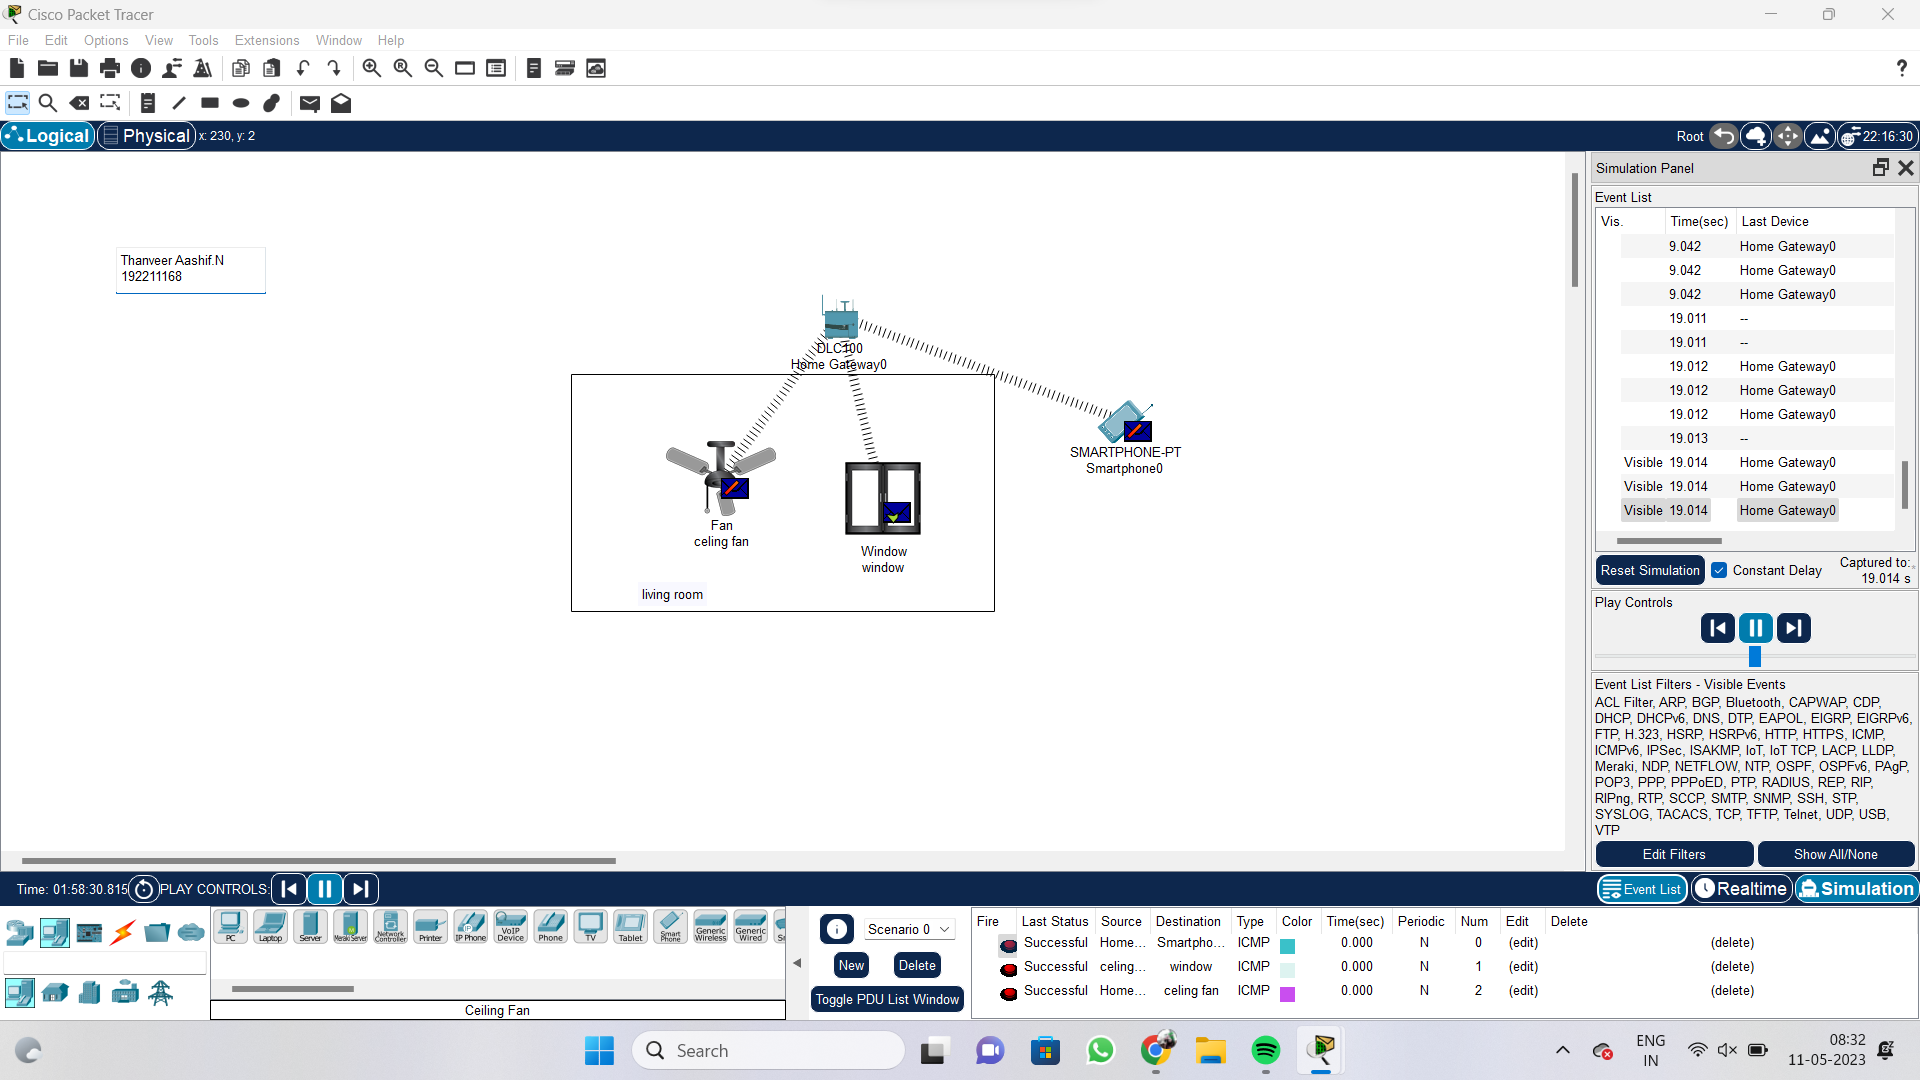 Cisco Packet Tracer
File Edit Options View Tools Extensions Window Help
?
Logical Physical x: 230, y: 2 Root 22:16:30
Simulation Panel
Event List
Vis. Time(sec) Last Device
9.042 Home Gateway0
9.042 Home Gateway0
9.042 Home Gateway0
19.011 --
19.011 --
19.012 Home Gateway0
19.012 Home Gateway0
19.012 Home Gateway0
19.013 --
Visible 19.014 Home Gateway0
Visible 19.014 Home Gateway0
Visible 19.014 Home Gateway0
Reset Simulation Constant Delay Captured to:
19.014 s
Play Controls
Event List Filters - Visible Events
ACL Filter, ARP, BGP, Bluetooth, CAPWAP, CDP,
DHCP, DHCPv6, DNS, DTP, EAPOL, EIGRP, EIGRPv6,
FTP, H.323, HSRP, HSRPv6, HTTP, HTTPS, ICMP,
ICMPv6, IPSec, ISAKMP, IoT, IoT TCP, LACP, LLDP,
Meraki, NDP, NETFLOW, NTP, OSPF, OSPFv6, PAgP,
POP3, PPP, PPPoED, PTP, RADIUS, REP, RIP,
RIPng, RTP, SCCP, SMTP, SNMP, SSH, STP,
SYSLOG, TACACS, TCP, TFTP, Telnet, UDP, USB,
VTP
Edit Filters Show All/None
Thanveer Aashif.N
192211168
DLC100
Home Gateway0
SMARTPHONE-PT
Smartphone0
Fan
celing fan
Window
window
living room
Time: 01:58:30.815 PLAY CONTROLS: Event List Realtime Simulation
PC Laptop Server Meraki Server Network Controller Printer IP Phone VoIP Device Phone TV Tablet Smart Phone Generic Wireless Generic Wired
Ceiling Fan
Scenario 0
New Delete
Toggle PDU List Window
Fire Last Status Source Destination Type Color Time(sec) Periodic Num Edit Delete
Successful Home... Smartpho... ICMP 0.000 N 0 (edit) (delete)
Successful celing... window ICMP 0.000 N 1 (edit) (delete)
Successful Home... celing fan ICMP 0.000 N 2 (edit) (delete)
Search
ENG
IN
08:32
11-05-2023